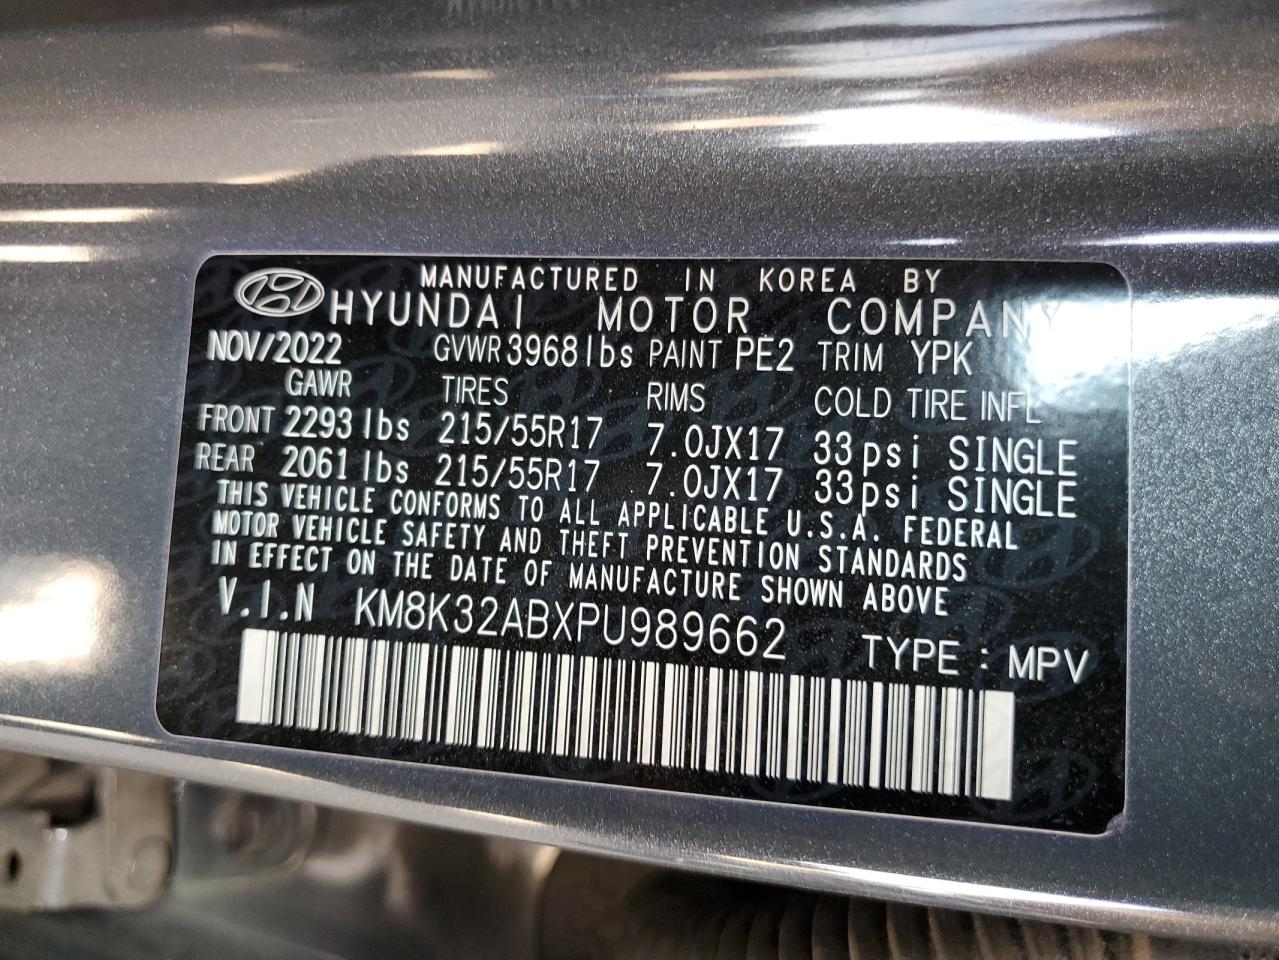 MANUFACTURED IN KOREA BY
HYUNDAI MOTOR COMPANY
NOV/2022 GVWR 3968 lbs PAINT PE2 TRIM YPK
GAWR TIRES RIMS COLD TIRE INFL
FRONT 2293 lbs 215/55R17 7.0JX17 33psi SINGLE
REAR 2061 lbs 215/55R17 7.0JX17 33psi SINGLE
THIS VEHICLE CONFORMS TO ALL APPLICABLE U.S.A. FEDERAL
MOTOR VEHICLE SAFETY AND THEFT PREVENTION STANDARDS
IN EFFECT ON THE DATE OF MANUFACTURE SHOWN ABOVE
V.I.N KM8K32ABXPU989662 TYPE : MPV